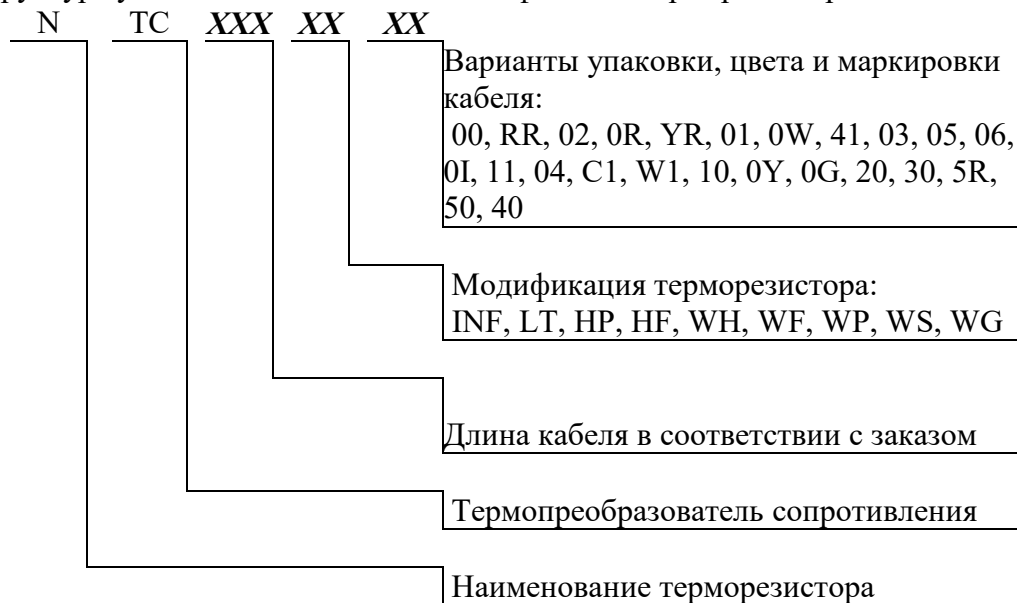 N TC XXX XX XX
Варианты упаковки, цвета и маркировки
кабеля:
00, RR, 02, 0R, YR, 01, 0W, 41, 03, 05, 06,
0I, 11, 04, C1, W1, 10, 0Y, 0G, 20, 30, 5R,
50, 40
Модификация терморезистора:
INF, LT, HP, HF, WH, WF, WP, WS, WG
Длина кабеля в соответствии с заказом
Термопреобразователь сопротивления
Наименование терморезистора